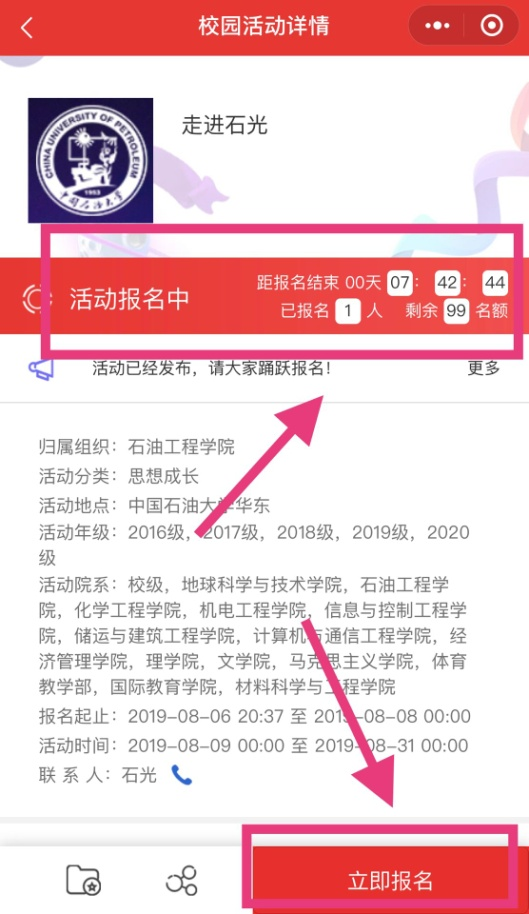 校园活动详情
CHINA UNIVERSITY OF PETROLEUM
1953
中国石油大学
走进石光
距报名结束 00天 07 : 42 : 44
活动报名中
已报名 1 人 剩余 99 名额
活动已经发布，请大家踊跃报名！ 更多
归属组织：石油工程学院
活动分类：思想成长
活动地点：中国石油大学华东
活动年级：2016级，2017级，2018级，2019级，2020
级
活动院系：校级，地球科学与技术学院，石油工程学
院，化学工程学院，机电工程学院，信息与控制工程学
院，储运与建筑工程学院，计算机与通信工程学院，经
济管理学院，理学院，文学院，马克思主义学院，体育
教学部，国际教育学院，材料科学与工程学院
报名起止：2019-08-06 20:37 至 2019-08-08 00:00
活动时间：2019-08-09 00:00 至 2019-08-31 00:00
联 系 人：石光
立即报名